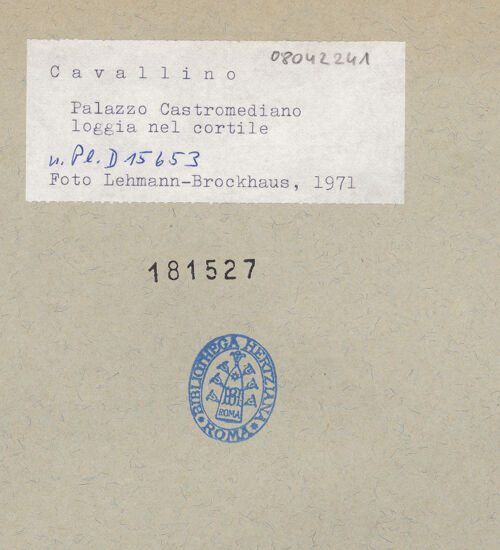 08042241
Cavallino
Palazzo Castromediano
loggia nel cortile
n. Pl. D 15653
Foto Lehmann-Brockhaus, 1971
181527
BIBLIOTHECA HERTZIANA
ROMA
ROMA